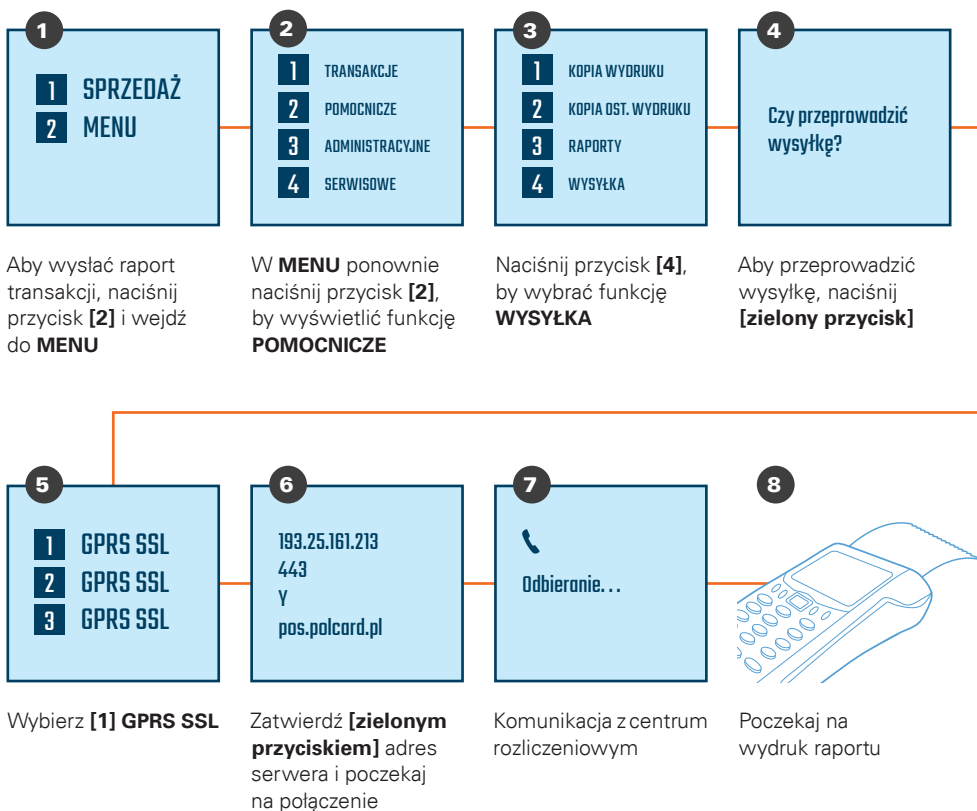 1
1 SPRZEDAŻ
2 MENU
Aby wysłać raport
transakcji, naciśnij
przycisk [2] i wejdź
do MENU
2
1 TRANSAKCJE
2 POMOCNICZE
3 ADMINISTRACYJNE
4 SERWISOWE
W MENU ponownie
naciśnij przycisk [2],
by wyświetlić funkcję
POMOCNICZE
3
1 KOPIA WYDRUKU
2 KOPIA OST. WYDRUKU
3 RAPORTY
4 WYSYŁKA
Naciśnij przycisk [4],
by wybrać funkcję
WYSYŁKA
4
Czy przeprowadzić
wysyłkę?
Aby przeprowadzić
wysyłkę, naciśnij
[zielony przycisk]
5
1 GPRS SSL
2 GPRS SSL
3 GPRS SSL
Wybierz [1] GPRS SSL
6
193.25.161.213
443
Y
pos.polcard.pl
Zatwierdź [zielonym
przyciskiem] adres
serwera i poczekaj
na połączenie
7
Odbieranie...
Komunikacja z centrum
rozliczeniowym
8
Poczekaj na
wydruk raportu